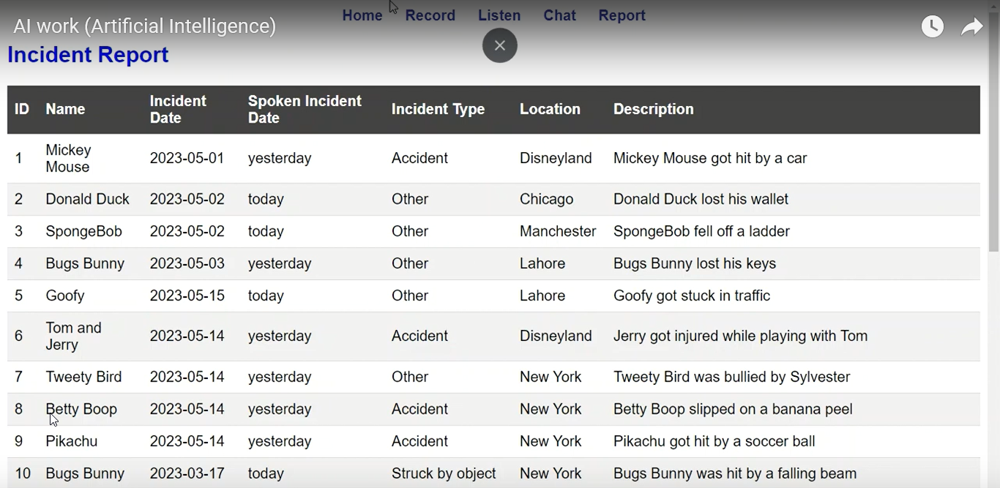 Home Record Listen Chat Report
AI work (Artificial Intelligence)
Incident Report
ID Name Incident Date Spoken Incident Date Incident Type Location Description
1 Mickey Mouse 2023-05-01 yesterday Accident Disneyland Mickey Mouse got hit by a car
2 Donald Duck 2023-05-02 today Other Chicago Donald Duck lost his wallet
3 SpongeBob 2023-05-02 today Other Manchester SpongeBob fell off a ladder
4 Bugs Bunny 2023-05-03 yesterday Other Lahore Bugs Bunny lost his keys
5 Goofy 2023-05-15 today Other Lahore Goofy got stuck in traffic
6 Tom and Jerry 2023-05-14 yesterday Accident Disneyland Jerry got injured while playing with Tom
7 Tweety Bird 2023-05-14 yesterday Other New York Tweety Bird was bullied by Sylvester
8 Betty Boop 2023-05-14 yesterday Accident New York Betty Boop slipped on a banana peel
9 Pikachu 2023-05-14 yesterday Accident New York Pikachu got hit by a soccer ball
10 Bugs Bunny 2023-03-17 today Struck by object New York Bugs Bunny was hit by a falling beam